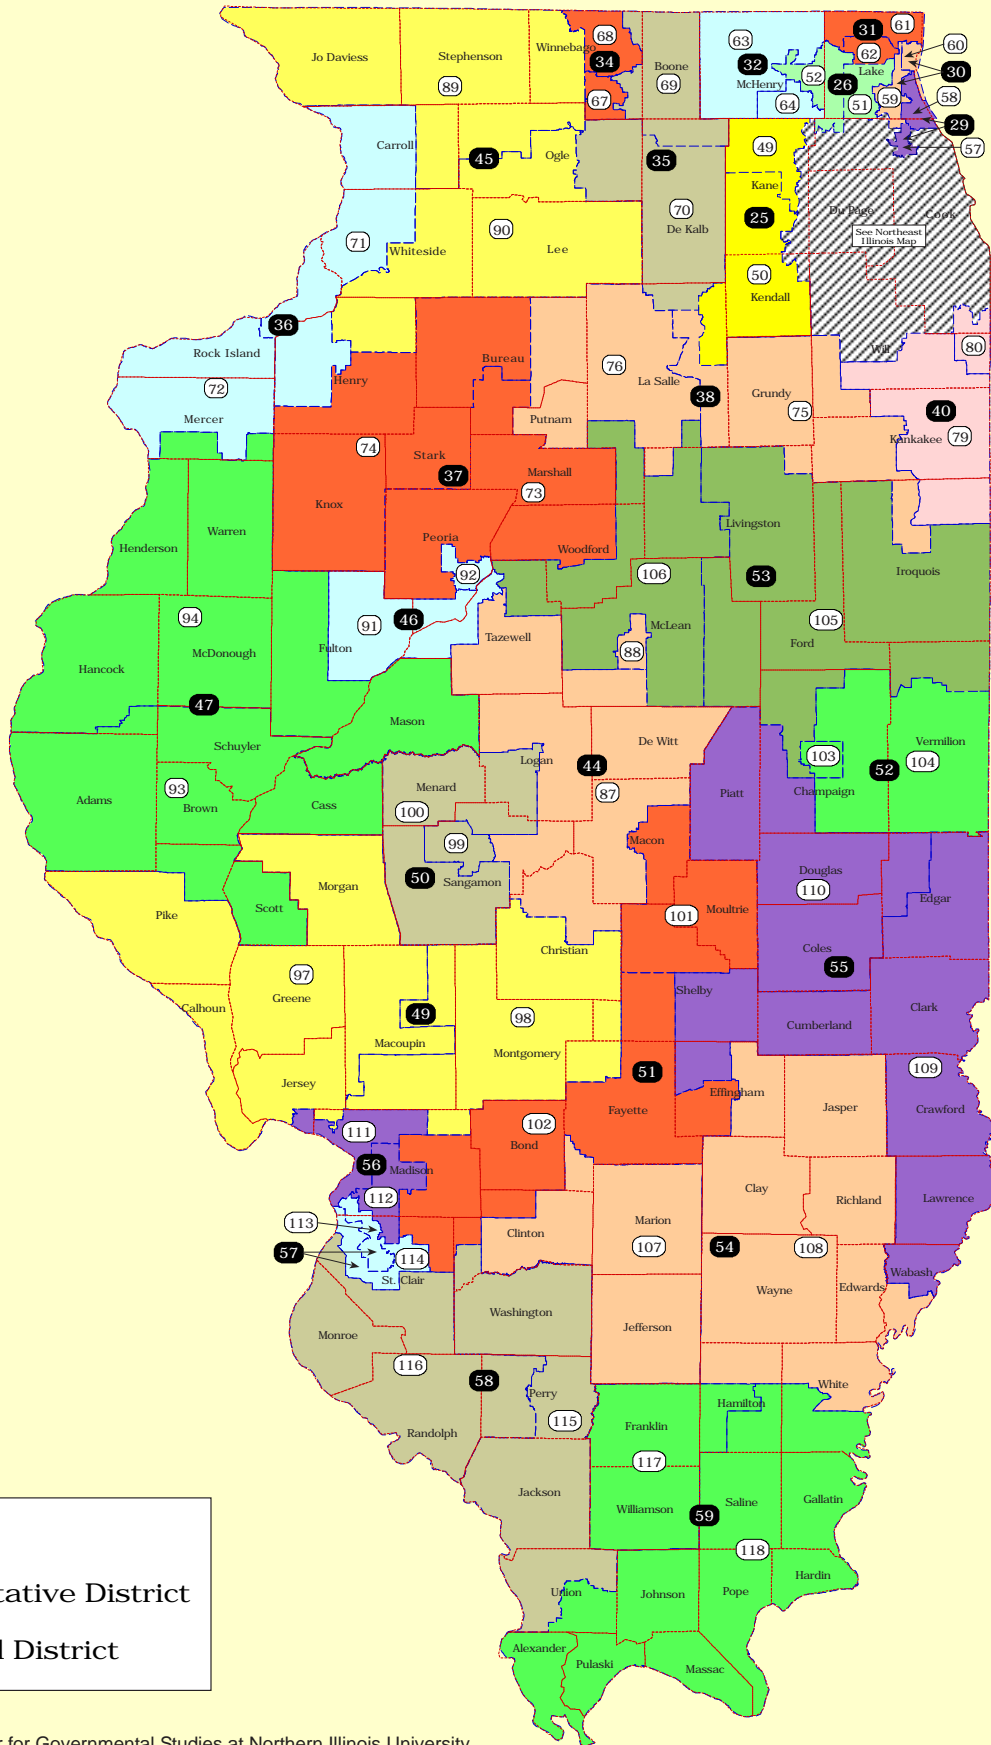 68
61
31
Jo Daviess
Stephenson
Winnebago
34
63
62
60
Boone
32
McHenry
52
26
Lake
30
89
67
69
64
51
59
58
29
57
Carroll
45
Ogle
35
49
Kane
71
Whiteside
90
Lee
70
De Kalb
25
Du Page
Cook
See Northeast
Illinois Map
50
Kendall
36
Rock Island
72
Mercer
Henry
Bureau
76
La Salle
38
Grundy
75
Will
80
40
Kankakee
79
Putnam
74
Stark
37
Marshall
73
Knox
Warren
Henderson
Peoria
92
Woodford
106
Livingston
53
Iroquois
94
91
46
Fulton
Tazewell
McLean
88
105
Ford
Hancock
McDonough
47
Mason
Schuyler
De Witt
44
Logan
87
103
52
Vermilion
104
Champaign
Piatt
Adams
93
Brown
Cass
Menard
100
99
50
Sangamon
Macon
Douglas
110
Edgar
Pike
Scott
Morgan
101
Moultrie
Christian
Coles
55
97
Greene
Calhoun
49
Macoupin
98
Montgomery
Shelby
Cumberland
Clark
Jersey
51
Fayette
Effingham
Jasper
109
Crawford
111
56
Madison
112
102
Bond
Clay
Richland
Lawrence
113
57
114
St. Clair
Clinton
Marion
107
54
108
Wabash
Wayne
Edwards
Monroe
Washington
Jefferson
116
58
Perry
115
White
Hamilton
Randolph
Franklin
117
Jackson
Williamson
Saline
59
Gallatin
118
Union
Johnson
Pope
Hardin
Alexander
Pulaski
Massac
tative District
l District
r for Governmental Studies at Northern Illinois University